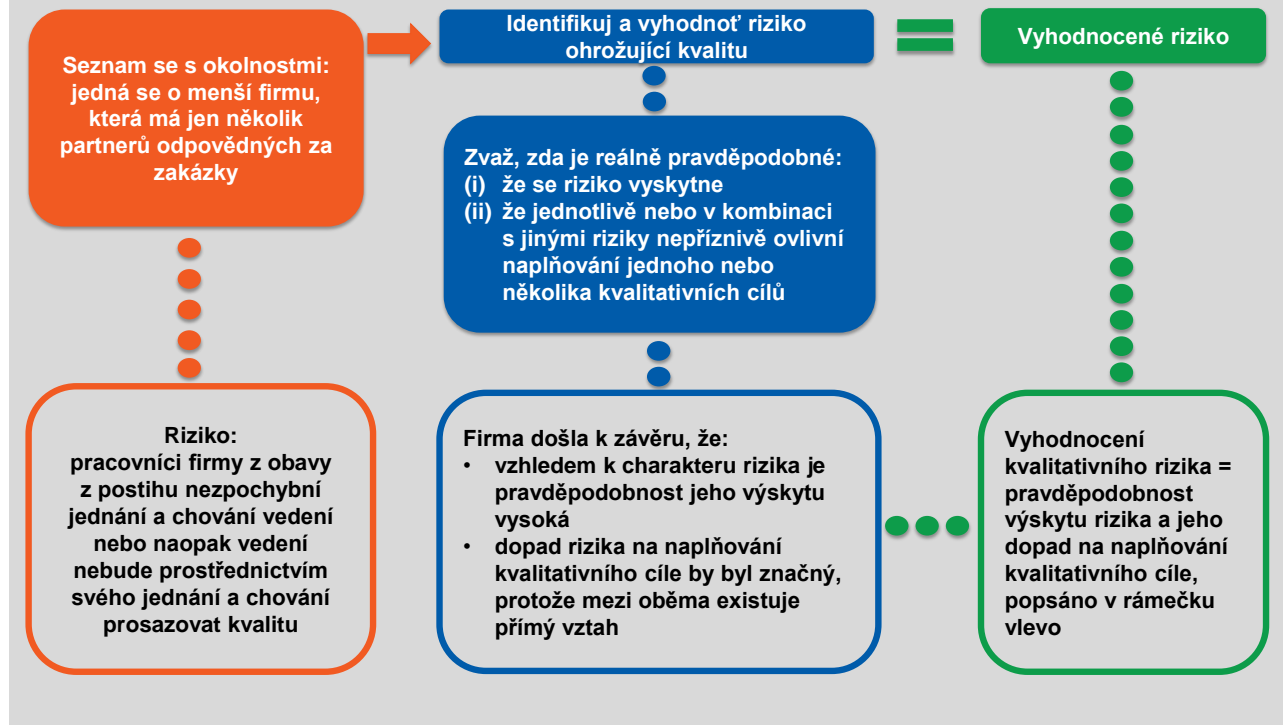 Seznam se s okolnostmi:
jedná se o menší firmu,
která má jen několik
partnerů odpovědných za
zakázky
Identifikuj a vyhodnoť riziko
ohrožující kvalitu
Vyhodnocené riziko
Zvaž, zda je reálně pravděpodobné:
(i) že se riziko vyskytne
(ii) že jednotlivě nebo v kombinaci
s jinými riziky nepříznivě ovlivní
naplňování jednoho nebo
několika kvalitativních cílů
Riziko:
pracovníci firmy z obavy
z postihu nezpochybní
jednání a chování vedení
nebo naopak vedení
nebude prostřednictvím
svého jednání a chování
prosazovat kvalitu
Firma došla k závěru, že:
• vzhledem k charakteru rizika je
pravděpodobnost jeho výskytu
vysoká
• dopad rizika na naplňování
kvalitativního cíle by byl značný,
protože mezi oběma existuje
přímý vztah
Vyhodnocení
kvalitativního rizika =
pravděpodobnost
výskytu rizika a jeho
dopad na naplňování
kvalitativního cíle,
popsáno v rámečku
vlevo